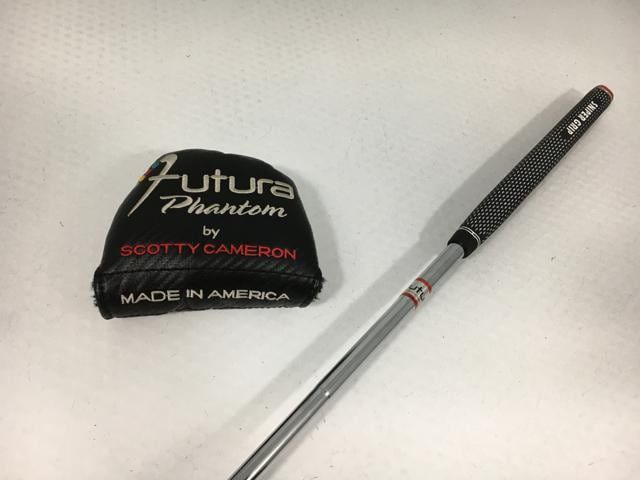 Futura
Phantom
by
SCOTTY CAMERON
MADE IN AMERICA
SNIPER GRIP